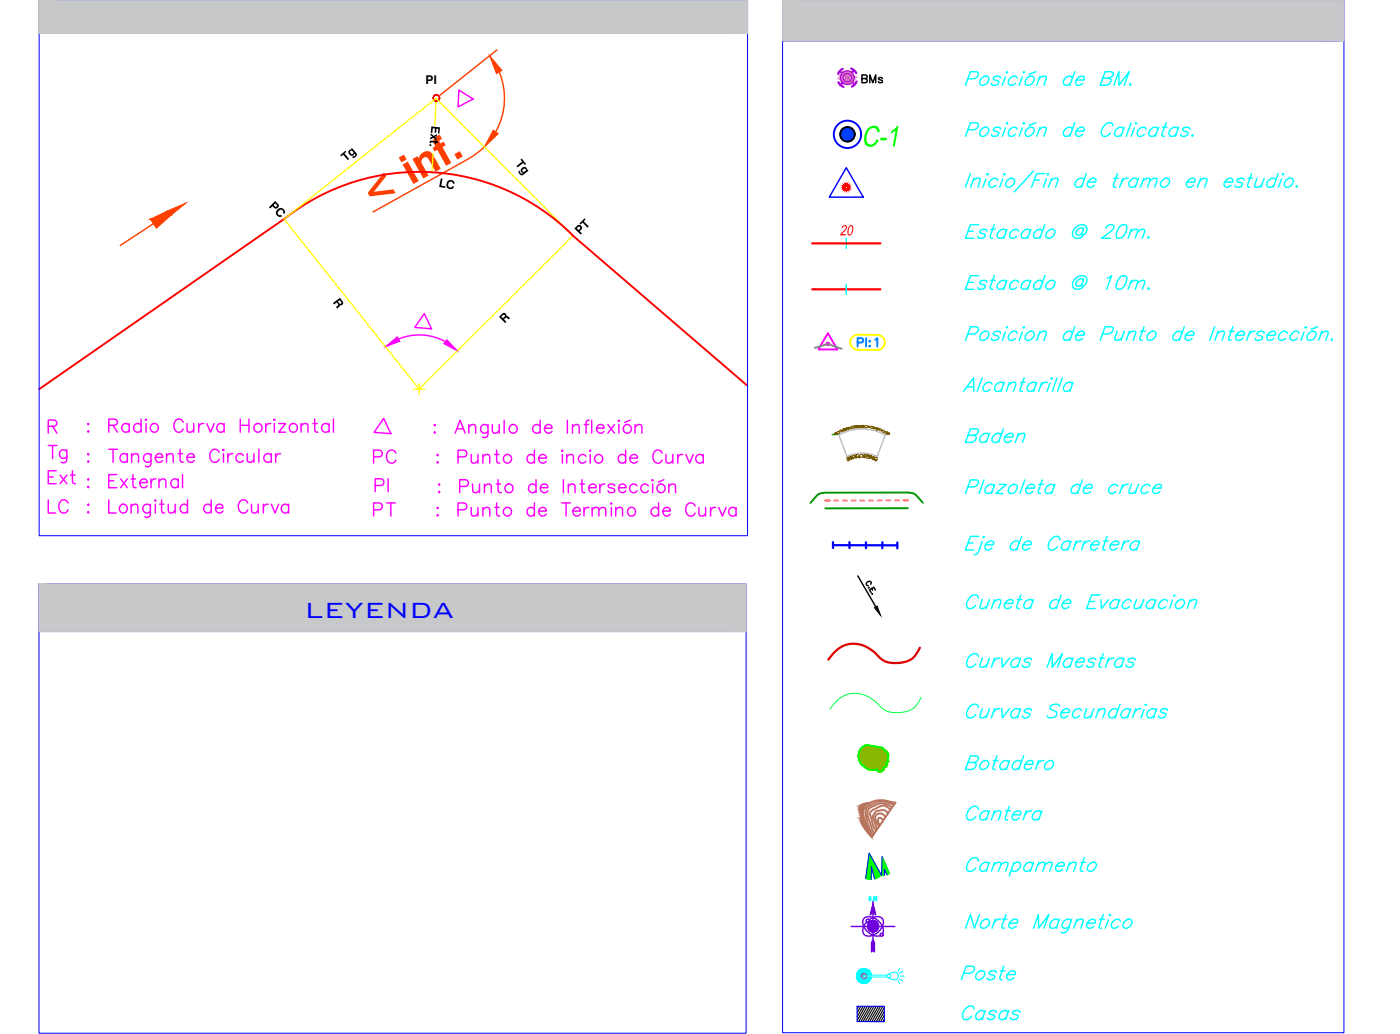 PI
Ext.
Tg
< inf.
Tg
LC
PC
PT
R
R
R : Radio Curva Horizontal
Tg : Tangente Circular
Ext : External
LC : Longitud de Curva
△ : Angulo de Inflexión
PC : Punto de incio de Curva
PI : Punto de Intersección
PT : Punto de Termino de Curva
LEYENDA
BMs Posición de BM.
C-1 Posición de Calicatas.
Inicio/Fin de tramo en estudio.
20 Estacado @ 20m.
Estacado @ 10m.
PI:1 Posicion de Punto de Intersección.
Alcantarilla
Baden
Plazoleta de cruce
Eje de Carretera
C.E. Cuneta de Evacuacion
Curvas Maestras
Curvas Secundarias
Botadero
Cantera
Campamento
Norte Magnetico
Poste
Casas